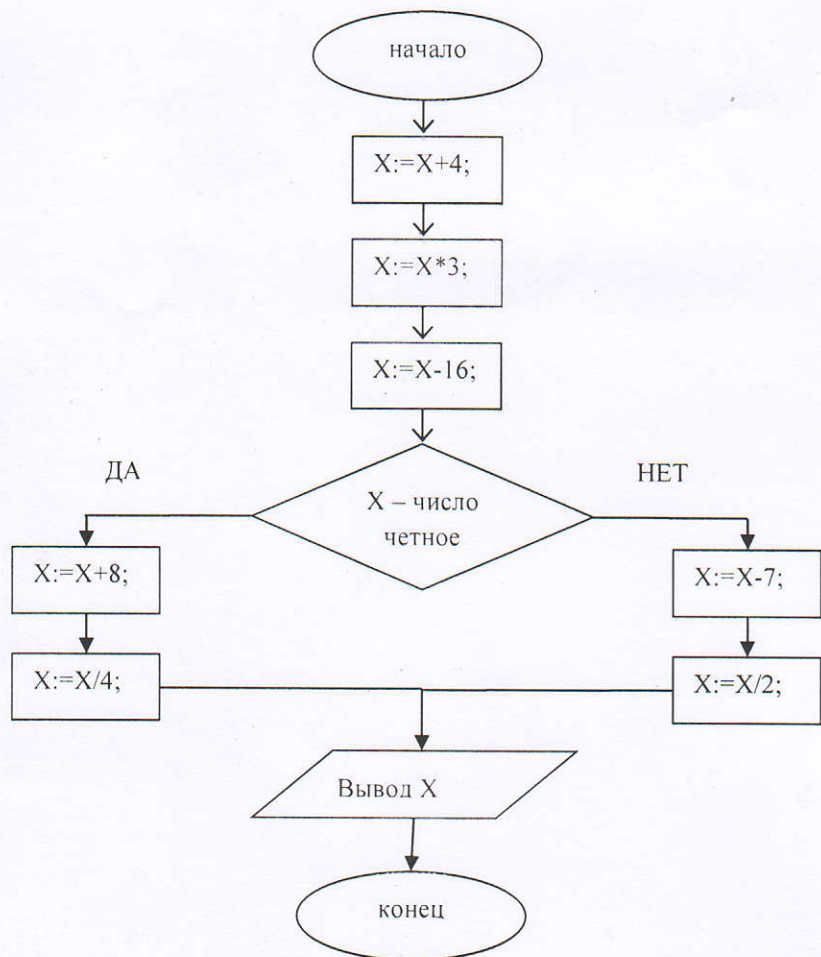 начало
X:=X+4;
X:=X*3;
X:=X-16;
ДА
НЕТ
X – число
четное
X:=X+8;
X:=X-7;
X:=X/4;
X:=X/2;
Вывод X
конец